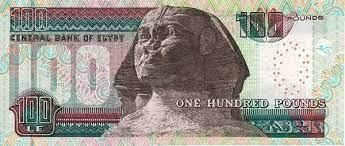 100
100 POUNDS
CENTRAL BANK OF EGYPT
ONE HUNDRED POUNDS
100
L.E